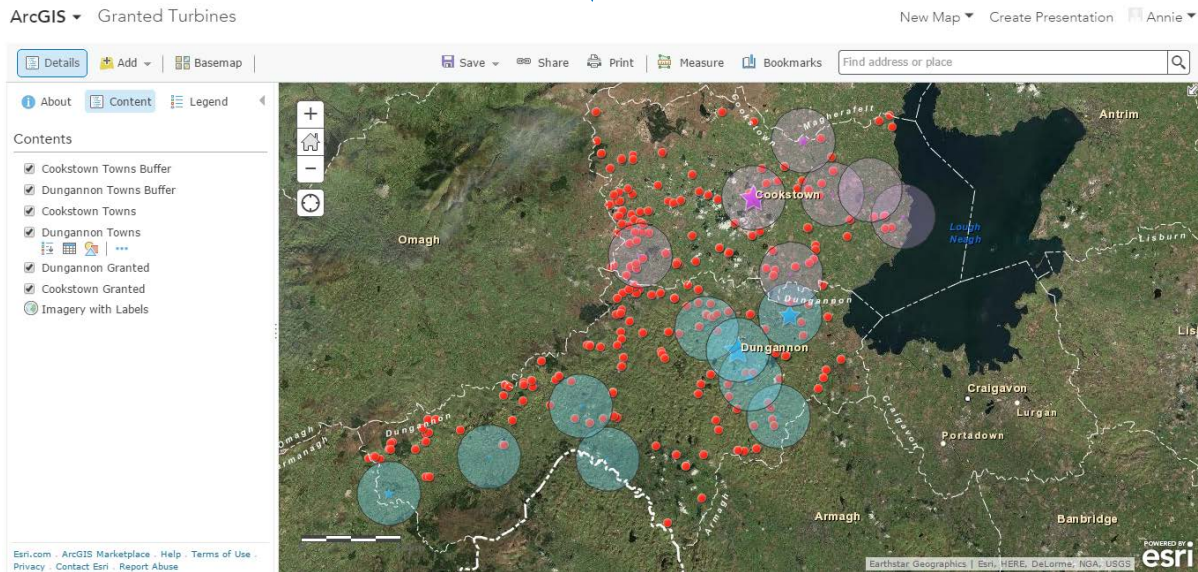 ArcGIS Granted Turbines New Map Create Presentation Annie
Details Add Basemap Save Share Print Measure Bookmarks Find address or place
About Content Legend
Contents
Cookstown Towns Buffer
Dungannon Towns Buffer
Cookstown Towns
Dungannon Towns
Dungannon Granted
Cookstown Granted
Imagery with Labels
Esri.com . ArcGIS Marketplace . Help . Terms of Use .
Privacy . Contact Esri . Report Abuse
Cookstown
Magherafelt
Antrim
Cookstown
Omagh
Lough
Neagh
Lisburn
Dungannon
Lis
Dungannon
Craigavon
Lurgan
Craigavon
Portadown
Dungannon
Omagh
ermanagh
Armagh
Armagh
Banbridge
Earthstar Geographics | Esri, HERE, DeLorme, NGA, USGS
POWERED BY
esri